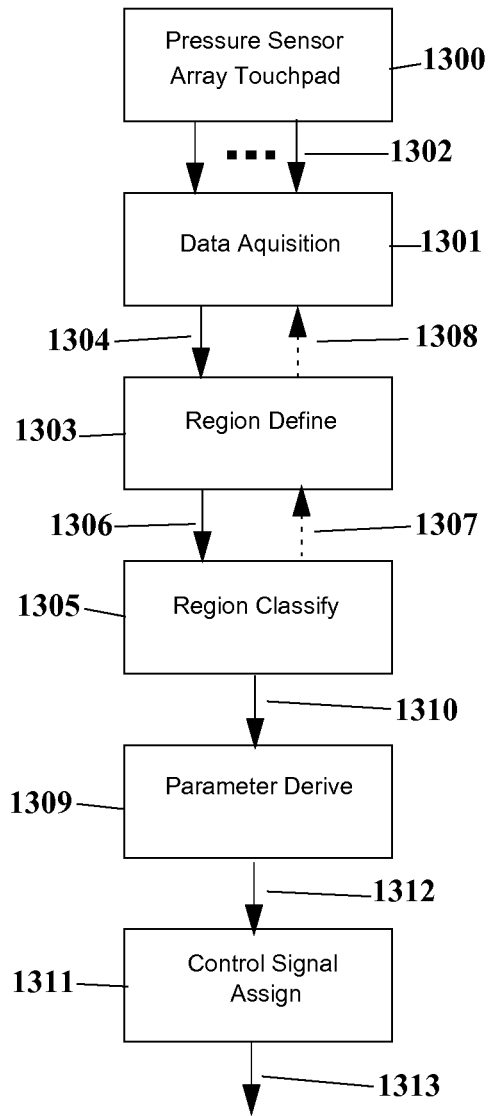 Pressure Sensor
Array Touchpad
1300
1302
Data Aquisition
1301
1304
1308
Region Define
1303
1306
1307
Region Classify
1305
1310
Parameter Derive
1309
1312
Control Signal
Assign
1311
1313